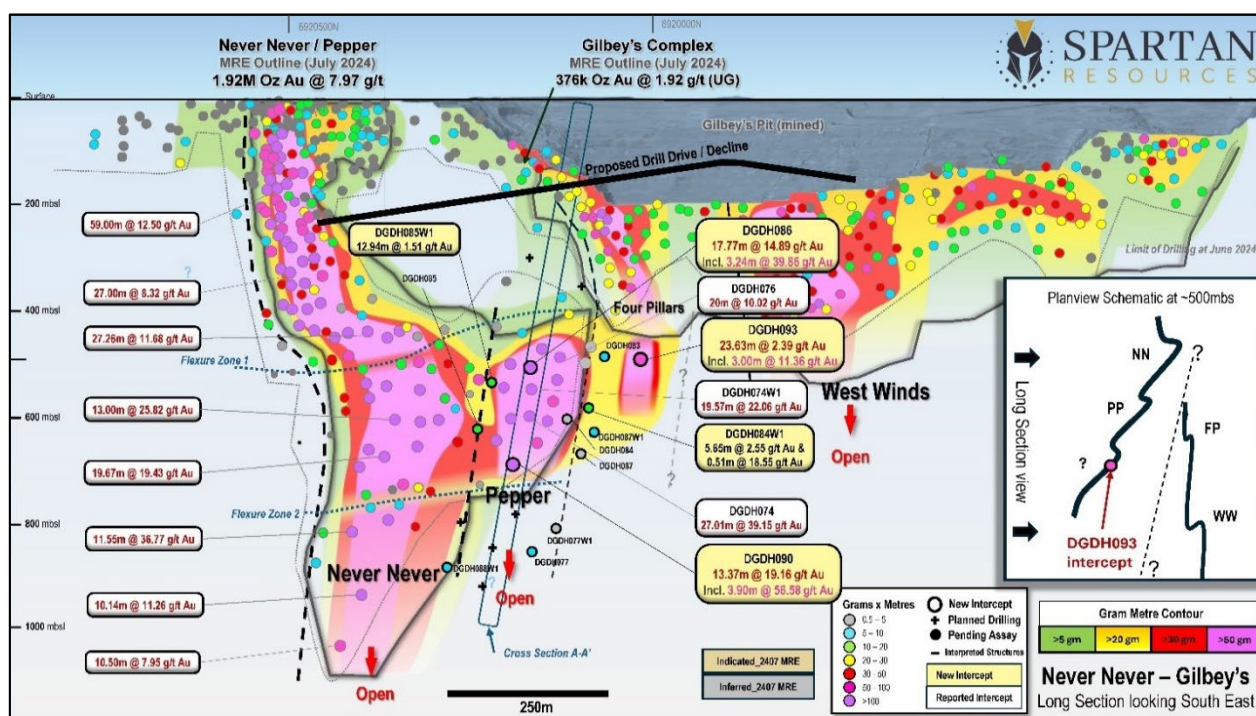 6920500N
6920000N
Never Never / Pepper
MRE Outline (July 2024)
1.92M Oz Au @ 7.97 g/t
Gilbey's Complex
MRE Outline (July 2024)
376k Oz Au @ 1.92 g/t (UG)
SPARTAN
RESOURCES
Surface
Gilbey's Pit (mined)
Proposed Drill Drive / Decline
200 mbsl
400 mbsl
600 mbsl
800 mbsl
1000 mbsl
59.00m @ 12.50 g/t Au
?
27.00m @ 8.32 g/t Au
27.26m @ 11.68 g/t Au
Flexure Zone 1
13.00m @ 25.82 g/t Au
19.67m @ 19.43 g/t Au
Flexure Zone 2
11.55m @ 36.77 g/t Au
10.14m @ 11.26 g/t Au
10.50m @ 7.95 g/t Au
DGDH085W1
12.94m @ 1.51 g/t Au
DGDH085
Four Pillars
DGDH083
DGDH087W1
DGDH084
DGDH087
DGDH077W1
DGDH077
DGDH088W1
Pepper
Never Never
Open
Open
?
?
?
Cross Section A-A'
250m
DGDH086
17.77m @ 14.89 g/t Au
Incl. 3.24m @ 39.86 g/t Au
DGDH076
20m @ 10.02 g/t Au
DGDH093
23.63m @ 2.39 g/t Au
Incl. 3.00m @ 11.36 g/t Au
DGDH074W1
19.57m @ 22.06 g/t Au
DGDH084W1
5.65m @ 2.55 g/t Au &
0.51m @ 18.55 g/t Au
DGDH074
27.01m @ 39.15 g/t Au
DGDH090
13.37m @ 19.16 g/t Au
Incl. 3.90m @ 58.58 g/t Au
West Winds
Open
Limit of Drilling at June 2024
Planview Schematic at ~500mbs
Long Section view
NN
?
PP
FP
?
WW
DGDH093
intercept
?
Indicated_2407 MRE
Inferred_2407 MRE
Grams x Metres
0.5 – 5
5 – 10
10 – 20
20 – 30
30 - 50
50 - 100
>100
New Intercept
Planned Drilling
Pending Assay
Interpreted Structures
New Intercept
Reported Intercept
Gram Metre Contour
>5 gm >20 gm >30 gm >50 gm
Never Never – Gilbey's
Long Section looking South East